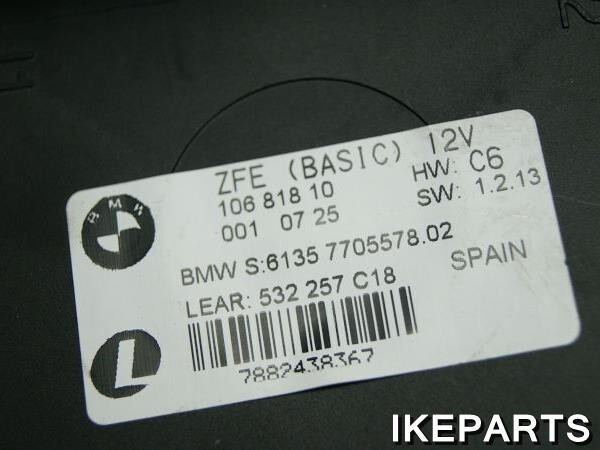 ZFE (BASIC) 12V
106 818 10
HW: C6
001 07 25
SW: 1.2.13
BMW S:6135 7705578.02
LEAR: 532 257 C18
SPAIN
7882438367
BMW
L
IKEPARTS